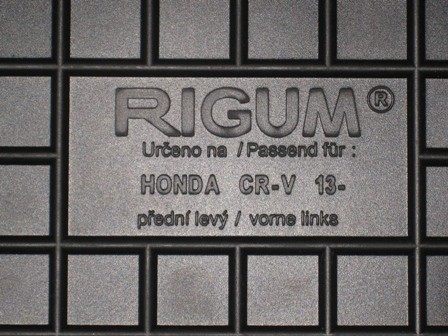 RIGUM®
Určeno na / Passend für :
HONDA CR-V 13-
přední levý / vorne links